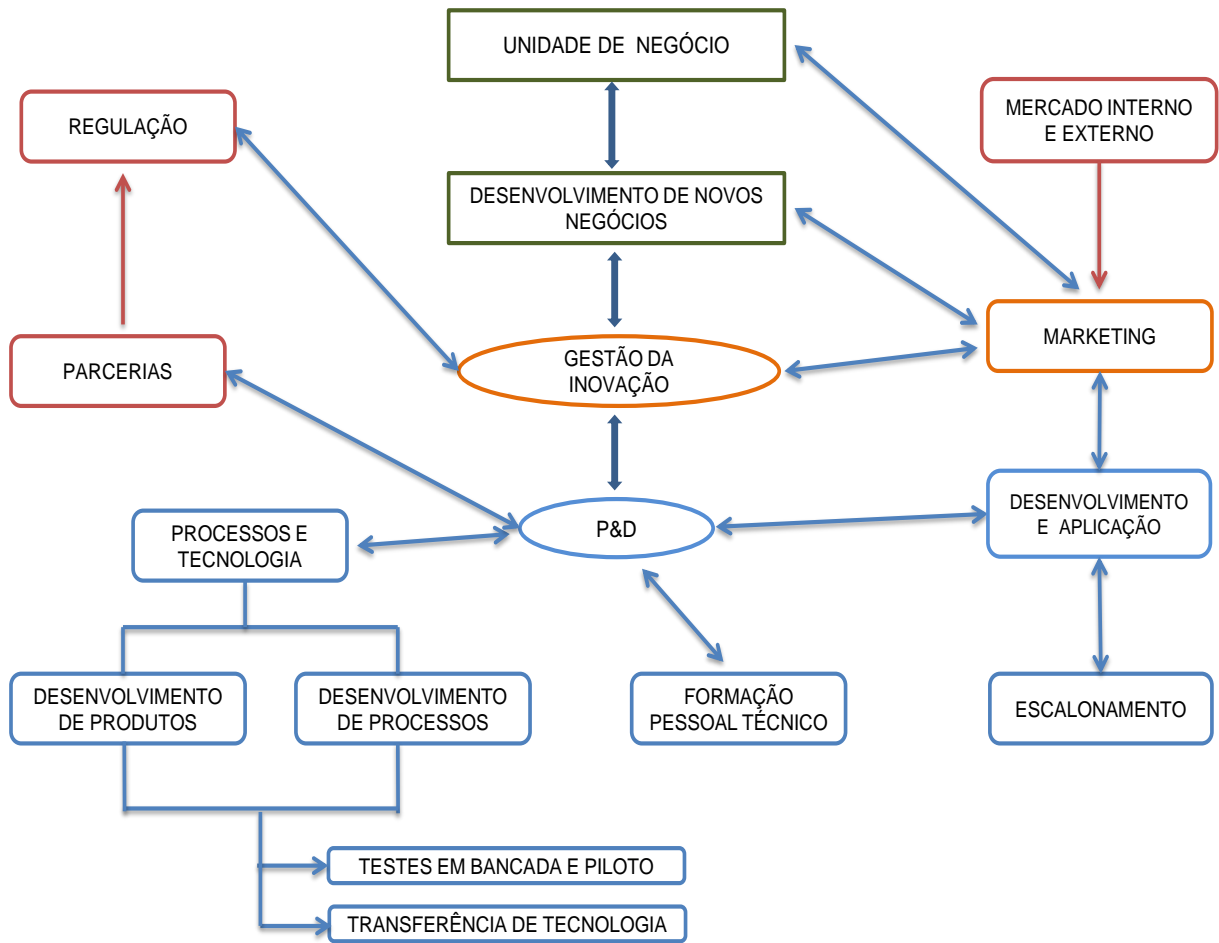 UNIDADE DE NEGÓCIO
REGULAÇÃO
MERCADO INTERNO
E EXTERNO
DESENVOLVIMENTO DE NOVOS
NEGÓCIOS
MARKETING
PARCERIAS
GESTÃO DA
INOVAÇÃO
DESENVOLVIMENTO
E APLICAÇÃO
P&D
PROCESSOS E
TECNOLOGIA
DESENVOLVIMENTO
DE PRODUTOS
DESENVOLVIMENTO
DE PROCESSOS
FORMAÇÃO
PESSOAL TÉCNICO
ESCALONAMENTO
TESTES EM BANCADA E PILOTO
TRANSFERÊNCIA DE TECNOLOGIA